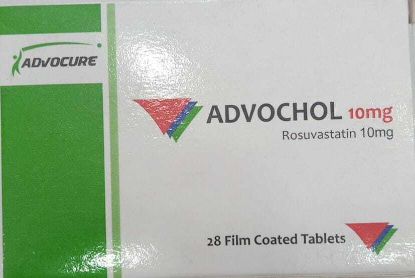 ADVOCURE
ADVOCHOL 10mg
Rosuvastatin 10mg
28 Film Coated Tablets